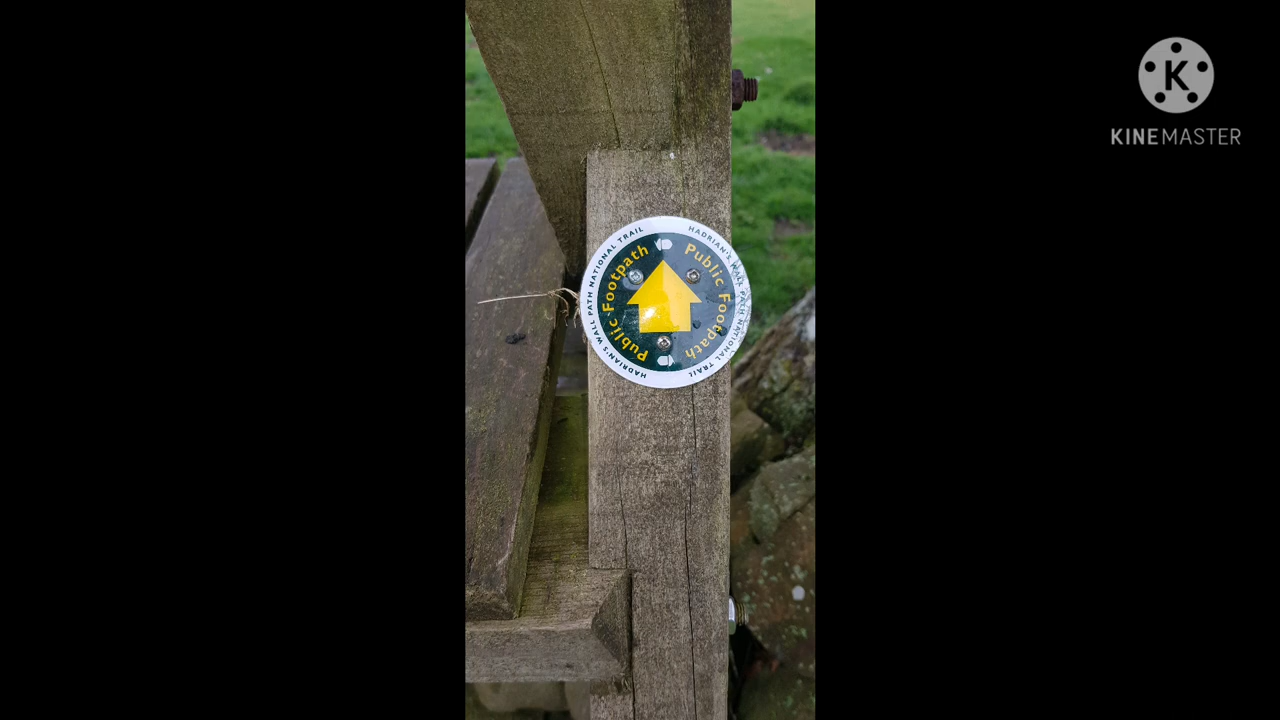 HADRIAN'S WALL PATH NATIONAL TRAIL
HADRIAN'S WALL PATH NATIONAL TRAIL
Public Footpath
Public Footpath
K
KINEMASTER